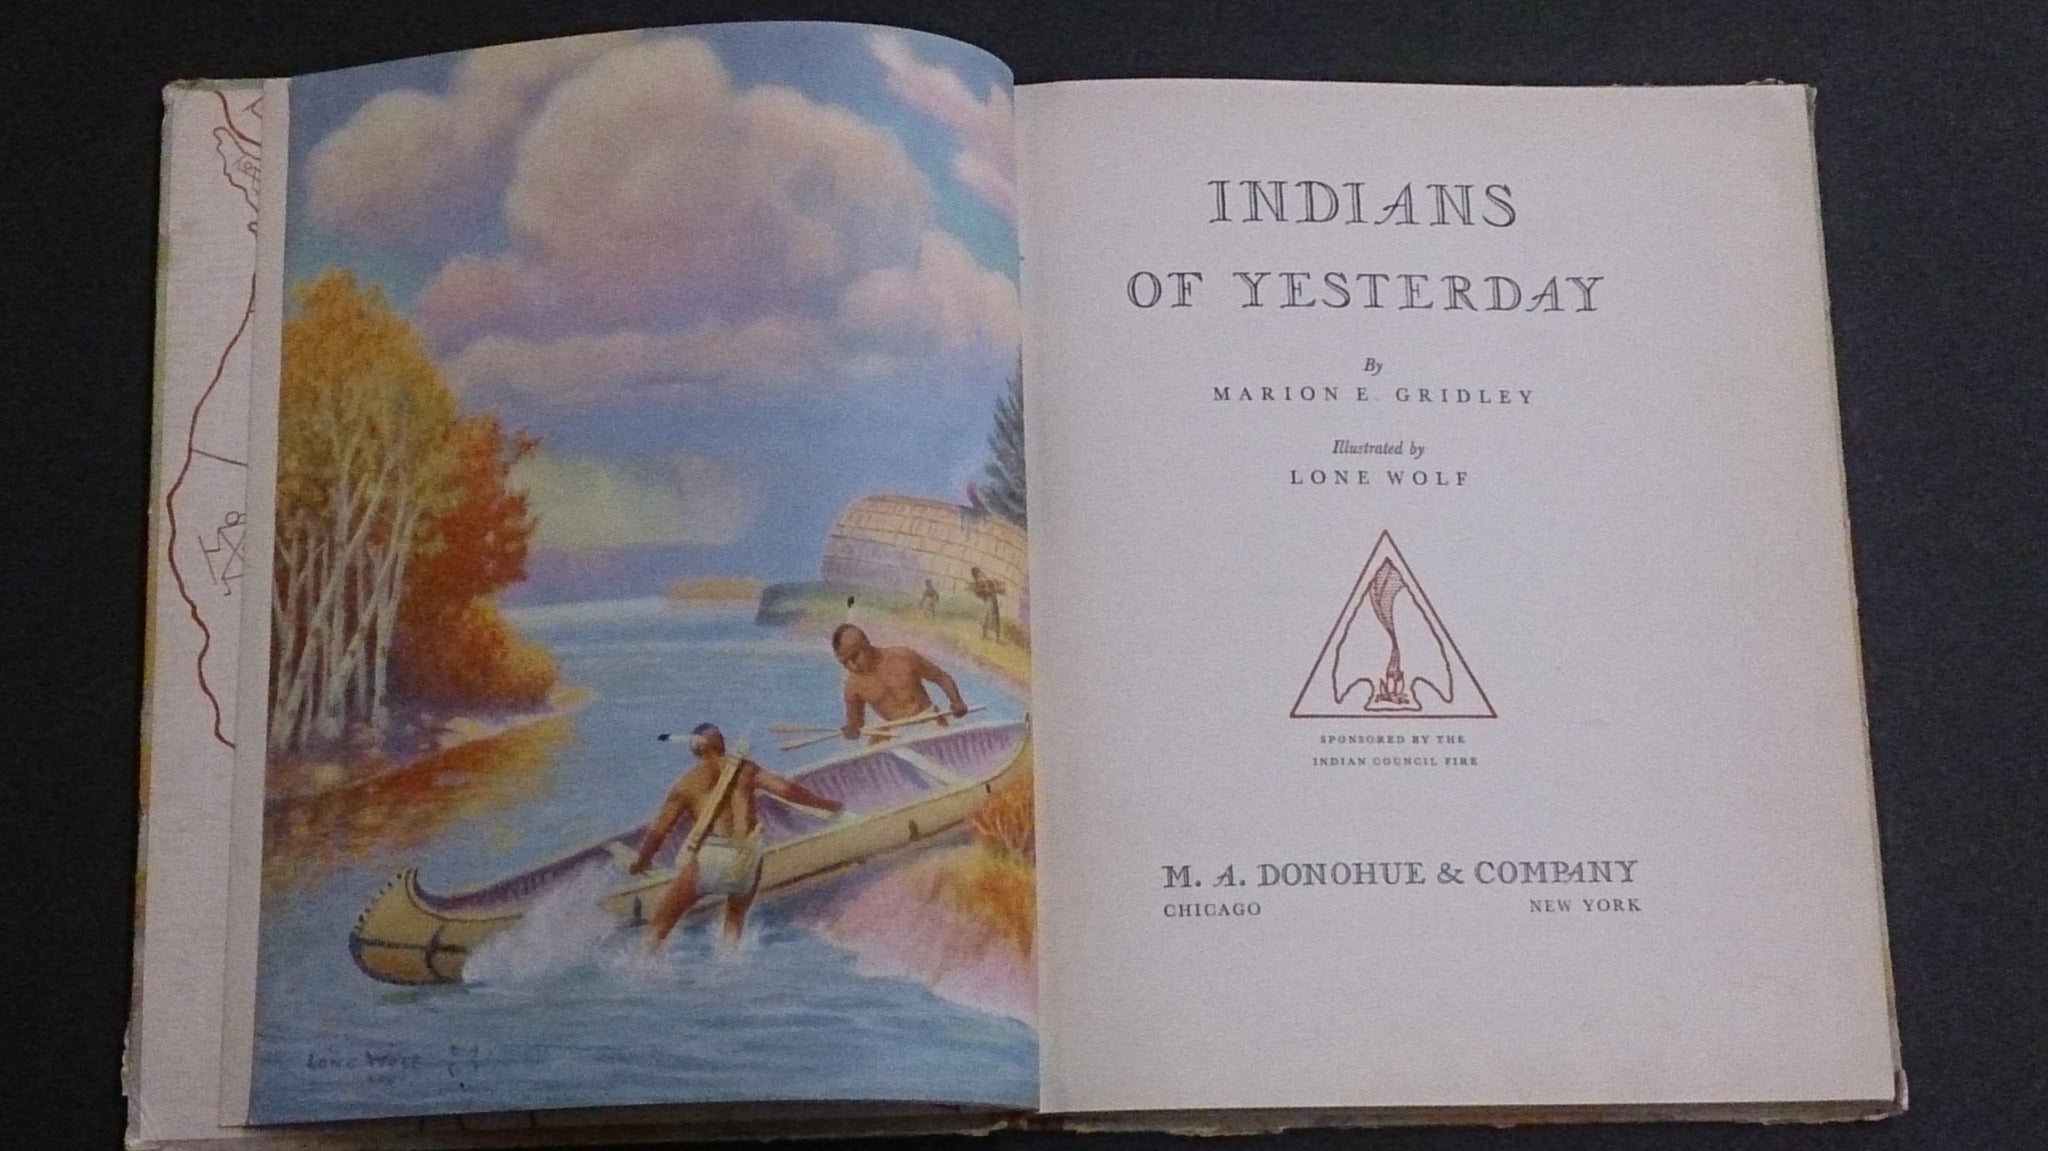 LONE WOLF
INDIANS
OF YESTERDAY
By
MARION E. GRIDLEY
Illustrated by
LONE WOLF
SPONSORED BY THE
INDIAN COUNCIL FIRE
M. A. DONOHUE & COMPANY
CHICAGO NEW YORK